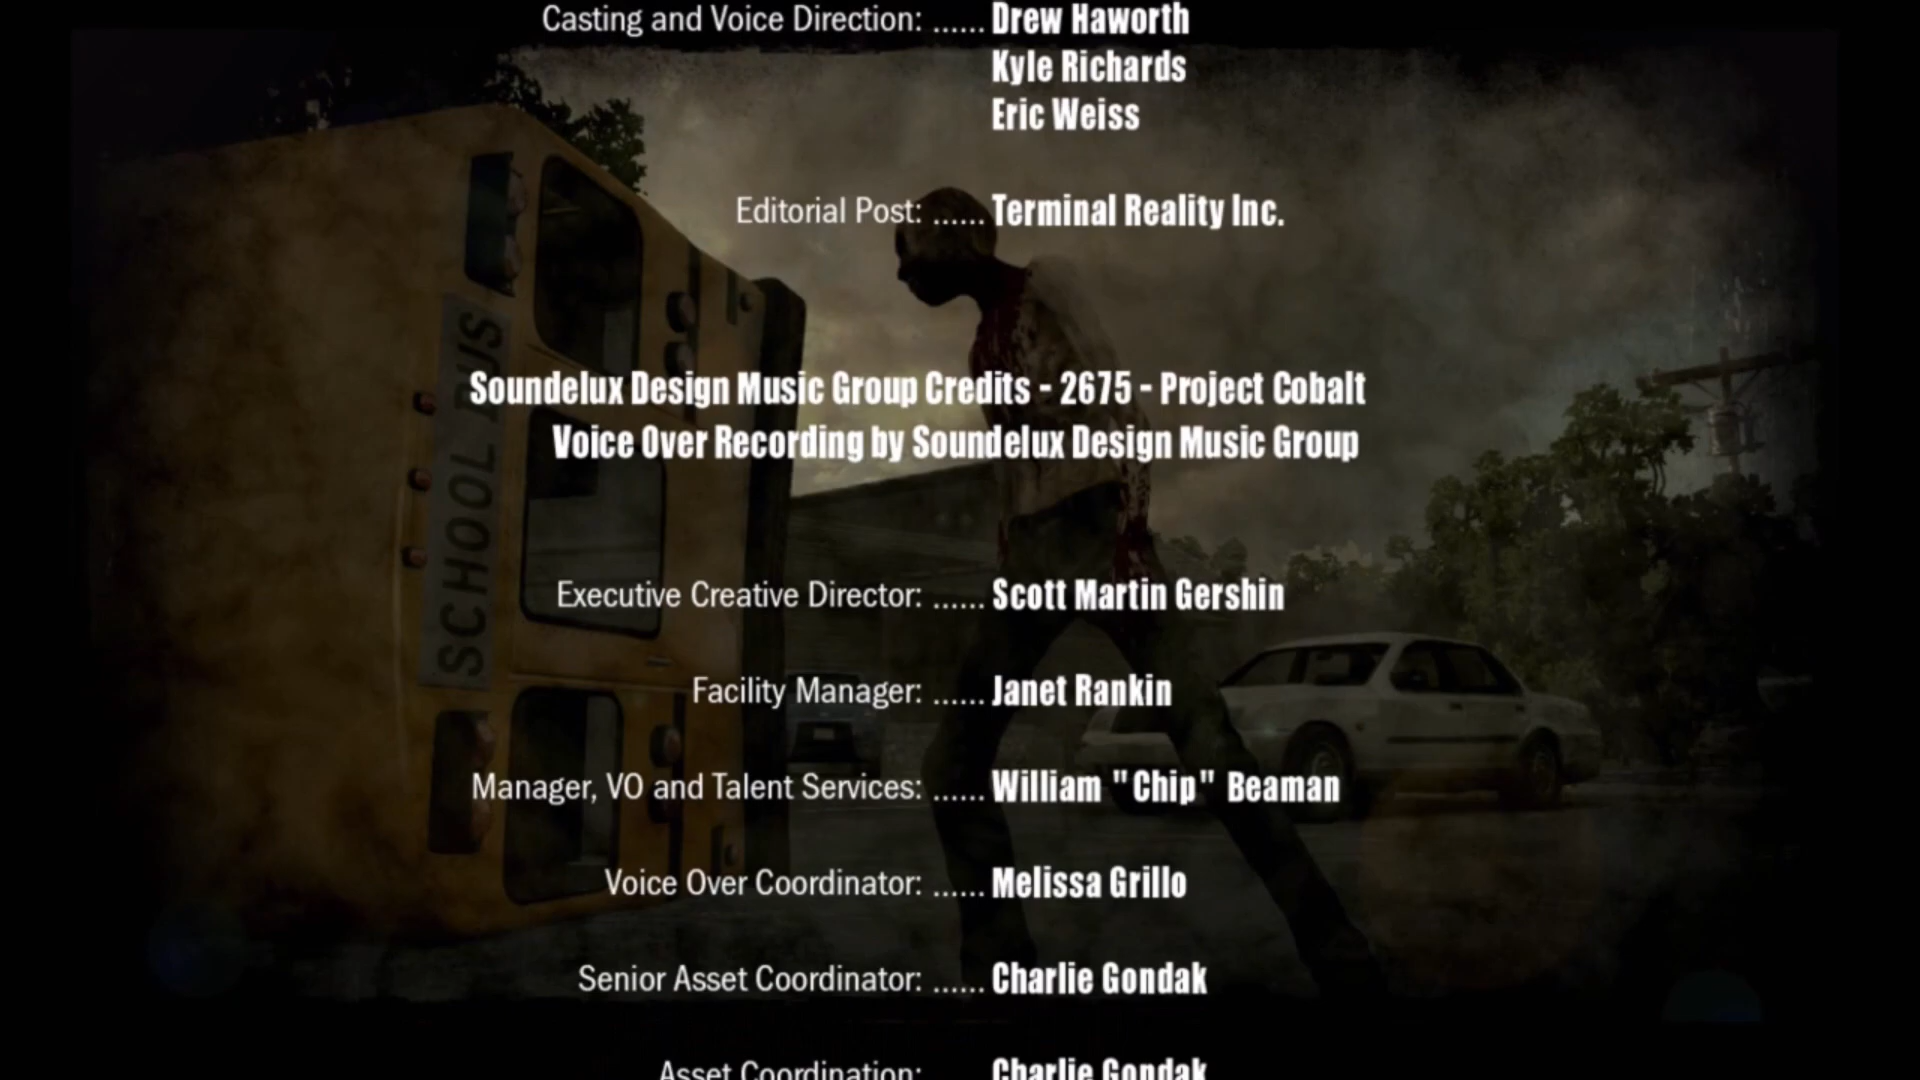 Casting and Voice Direction: ...... Drew Haworth
Kyle Richards
Eric Weiss
Editorial Post: ...... Terminal Reality Inc.
Soundelux Design Music Group Credits - 2675 - Project Cobalt
Voice Over Recording by Soundelux Design Music Group
Executive Creative Director: ...... Scott Martin Gershin
Facility Manager: ...... Janet Rankin
Manager, VO and Talent Services: ...... William "Chip" Beaman
Voice Over Coordinator: ...... Melissa Grillo
Senior Asset Coordinator: ...... Charlie Gondak
Asset Coordination: Charlie Gondak
SCHOOL BUS